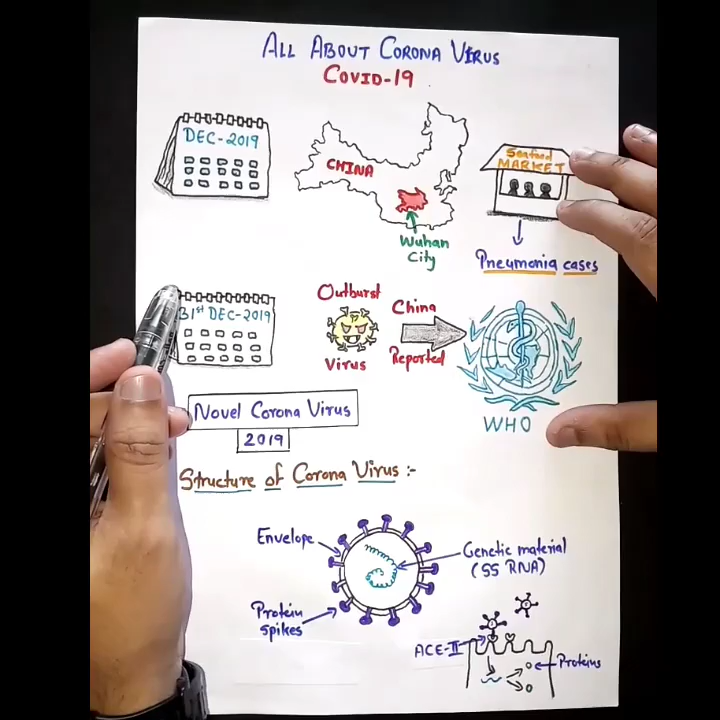 ALL ABOUT CORONA VIRUS
COVID-19
DEC-2019
CHINA
Wuhan
City
Seafood
MARKET
Pneumonia cases
31st DEC-2019
Outburst
Virus
China
Reported
WHO
Novel Corona Virus
2019
Structure of Corona Virus :-
Envelope
Genetic material
(SS RNA)
Protein
Spikes
ACE-II
Proteins